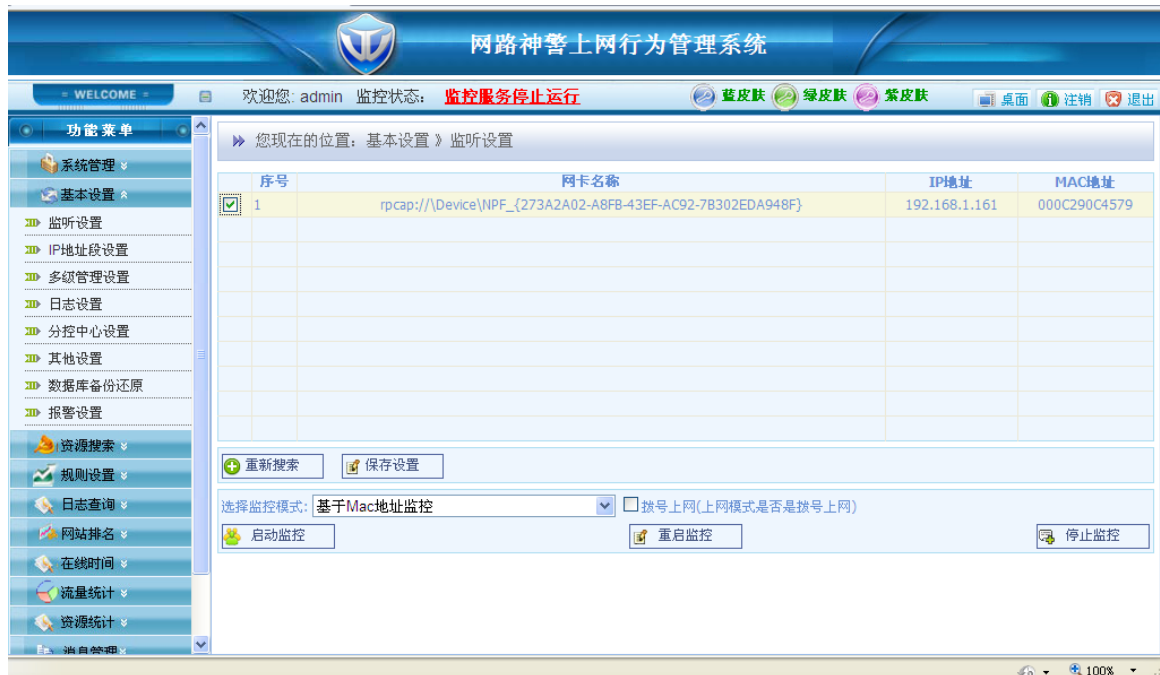 网路神警上网行为管理系统
= WELCOME =
欢迎您: admin 监控状态: 监控服务停止运行
蓝皮肤 绿皮肤 紫皮肤
桌面 注销 退出
功能菜单
系统管理
基本设置
监听设置
IP地址段设置
多级管理设置
日志设置
分控中心设置
其他设置
数据库备份还原
报警设置
资源搜索
规则设置
日志查询
网站排名
在线时间
流量统计
资源统计
消息管理
您现在的位置: 基本设置 》 监听设置
序号 网卡名称 IP地址 MAC地址
1 rpcap://\Device\NPF_{273A2A02-A8FB-43EF-AC92-7B302EDA948F} 192.168.1.161 000C290C4579
重新搜索 保存设置
选择监控模式: 基于Mac地址监控 拨号上网(上网模式是否是拨号上网)
启动监控 重启监控 停止监控
100%